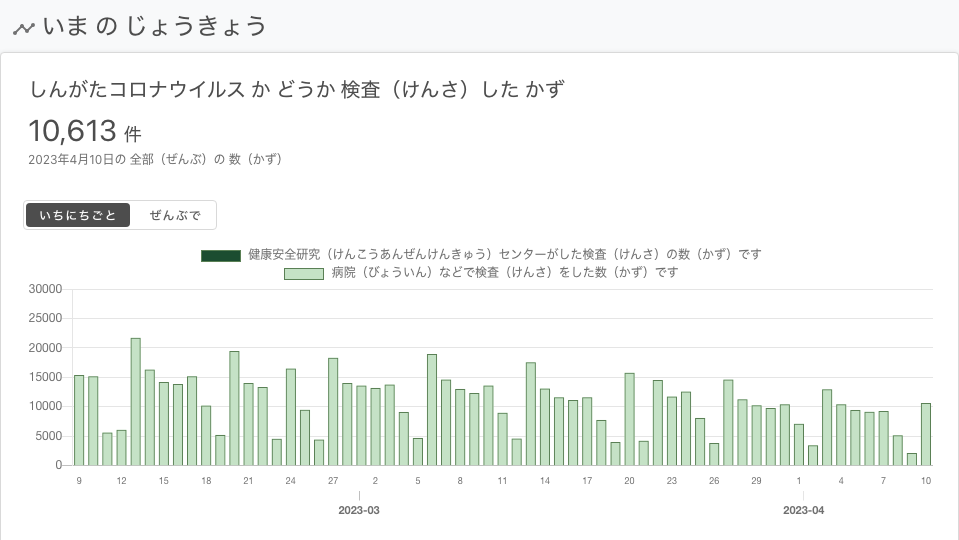 いま の じょうきょう
しんがたコロナウイルス か どうか 検査（けんさ）した かず
10,613 件
2023年4月10日の 全部（ぜんぶ）の 数（かず）
いちにちごと ぜんぶで
健康安全研究（けんこうあんぜんけんきゅう）センターがした検査（けんさ）の数（かず）です
病院（びょういん）などで検査（けんさ）をした数（かず）です
30000
25000
20000
15000
10000
5000
0
9 12 15 18 21 24 27 2 5 8 11 14 17 20 23 26 29 1 4 7 10
2023-03 2023-04